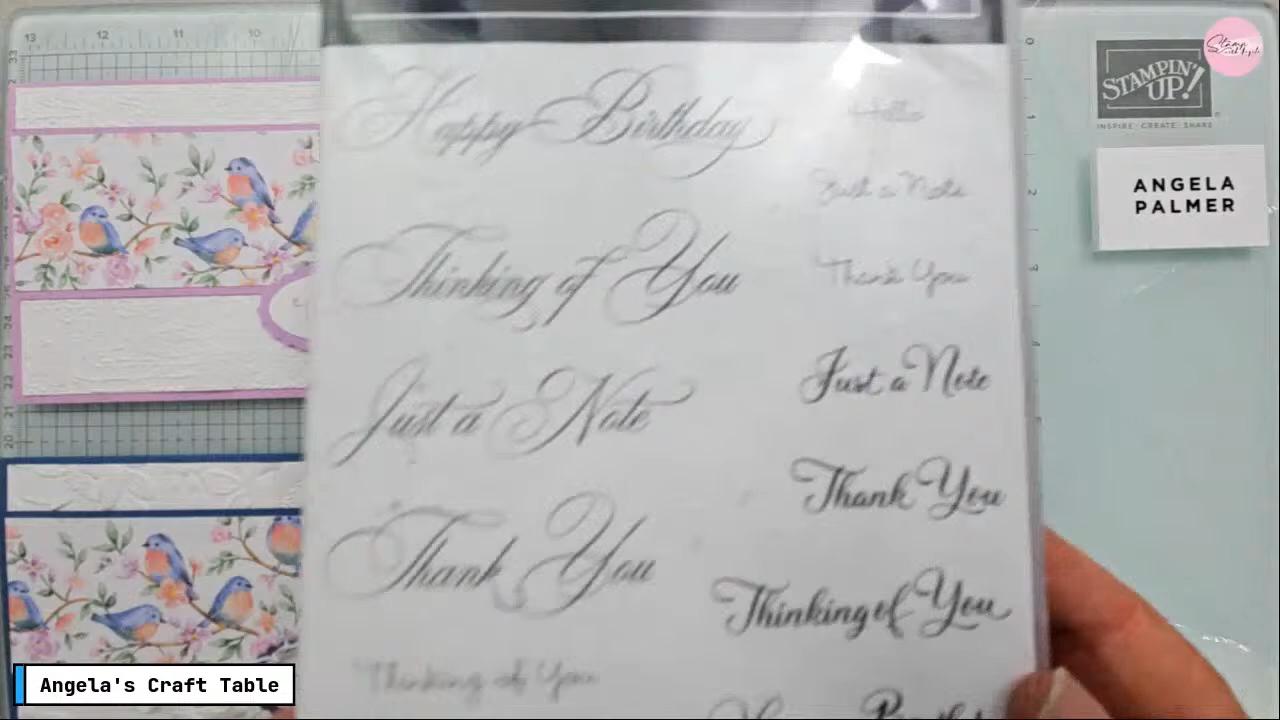 13 12 11 10
Happy Birthday
Hello
Just a Note
Thank You
Thinking of You
Just a Note
Just a Note
Thank You
Thank You
Thinking of You
Thinking of You
STAMPIN' UP!
INSPIRE · CREATE · SHARE
ANGELA
PALMER
Angela's Craft Table